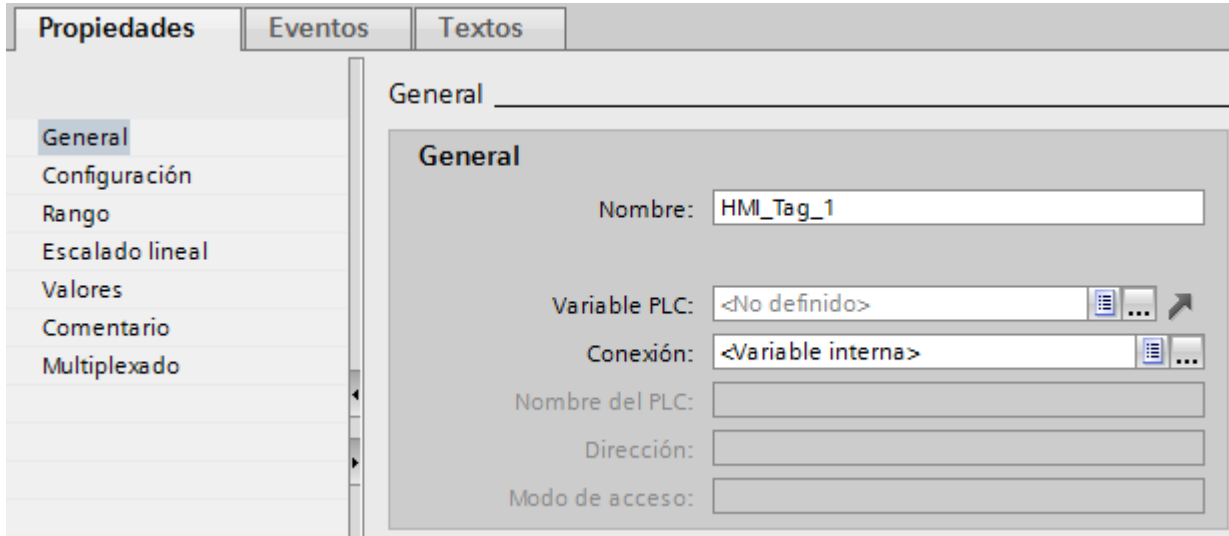 Propiedades Eventos Textos
General
General
Configuración
Rango
Escalado lineal
Valores
Comentario
Multiplexado
General
Nombre: HMI_Tag_1
Variable PLC: <No definido> ...
Conexión: <Variable interna> ...
Nombre del PLC:
Dirección:
Modo de acceso: